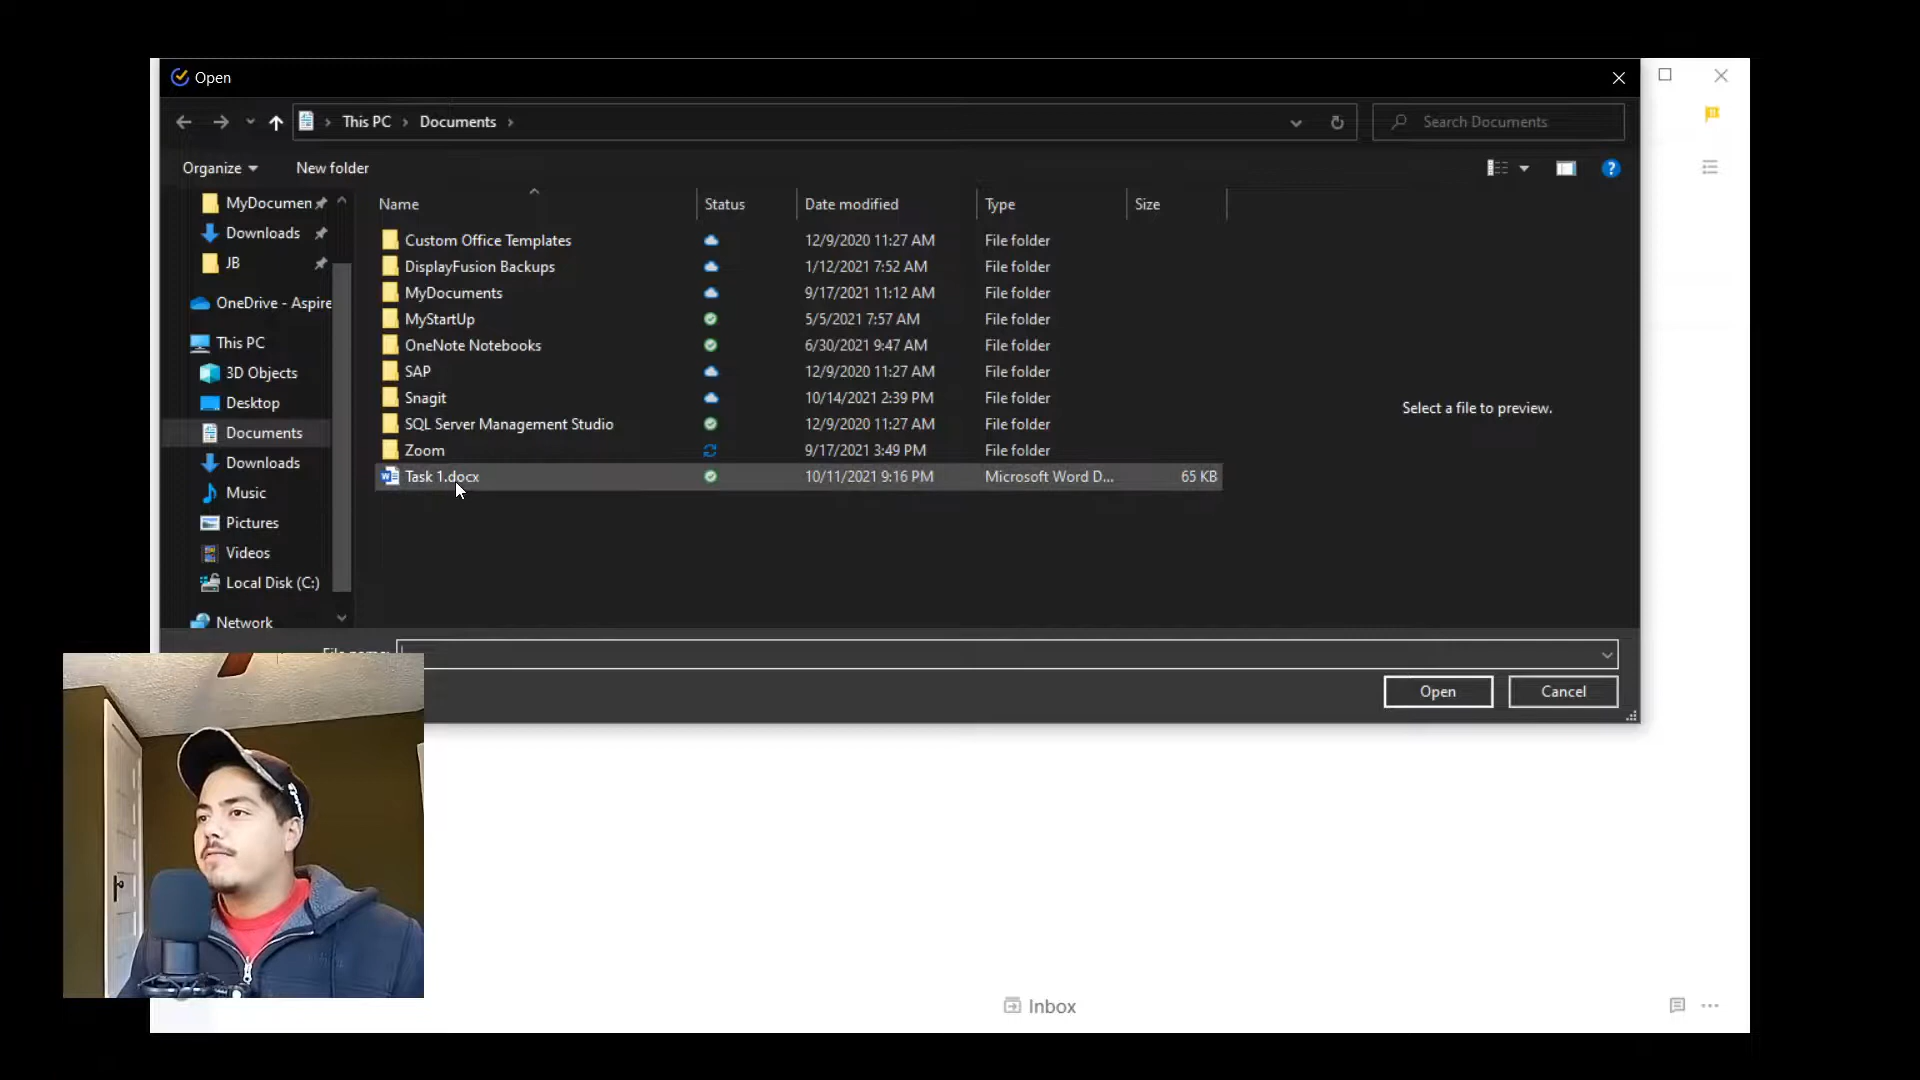 Open
This PC > Documents >
Search Documents
Organize
New folder
Name
Status
Date modified
Type
Size
MyDocumen
Downloads
JB
OneDrive - Aspire
This PC
3D Objects
Desktop
Documents
Downloads
Music
Pictures
Videos
Local Disk (C:)
Network
Custom Office Templates 12/9/2020 11:27 AM File folder
DisplayFusion Backups 1/12/2021 7:52 AM File folder
MyDocuments 9/17/2021 11:12 AM File folder
MyStartUp 5/5/2021 7:57 AM File folder
OneNote Notebooks 6/30/2021 9:47 AM File folder
SAP 12/9/2020 11:27 AM File folder
Snagit 10/14/2021 2:39 PM File folder
SQL Server Management Studio 12/9/2020 11:27 AM File folder
Zoom 9/17/2021 3:49 PM File folder
Task 1.docx 10/11/2021 9:16 PM Microsoft Word D... 65 KB
Select a file to preview.
File name:
Open
Cancel
Inbox